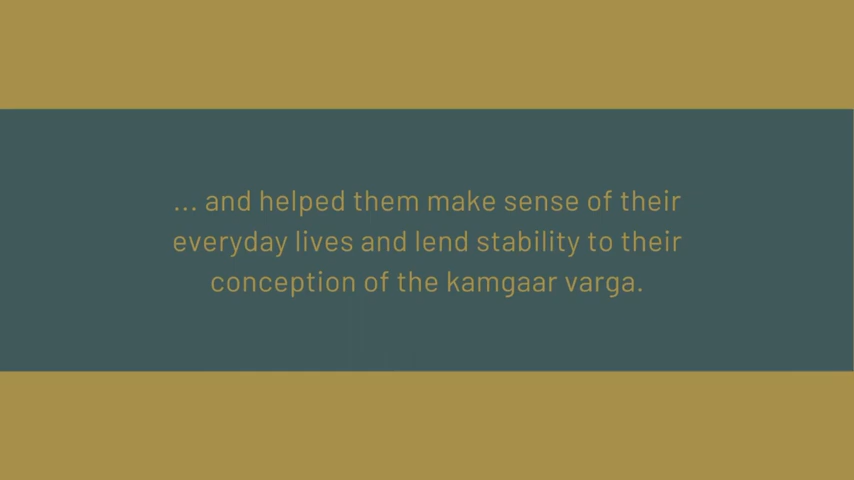 ... and helped them make sense of their
everyday lives and lend stability to their
conception of the kamgaar varga.